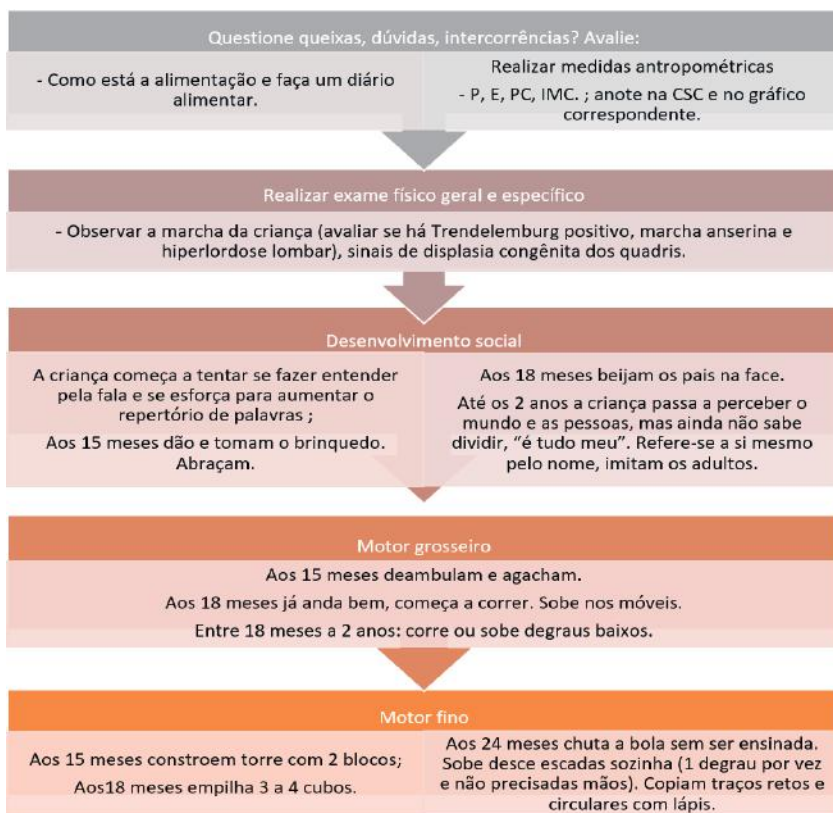 Questione queixas, dúvidas, intercorrências? Avalie:
- Como está a alimentação e faça um diário
alimentar.
Realizar medidas antropométricas
- P, E, PC, IMC. ; anote na CSC e no gráfico
correspondente.
Realizar exame físico geral e específico
- Observar a marcha da criança (avaliar se há Trendelemburg positivo, marcha anserina e
hiperlordose lombar), sinais de displasia congênita dos quadris.
Desenvolvimento social
A criança começa a tentar se fazer entender
pela fala e se esforça para aumentar o
repertório de palavras ;
Aos 15 meses dão e tomam o brinquedo.
Abraçam.
Aos 18 meses beijam os pais na face.
Até os 2 anos a criança passa a perceber o
mundo e as pessoas, mas ainda não sabe
dividir, “é tudo meu”. Refere-se a si mesmo
pelo nome, imitam os adultos.
Motor grosseiro
Aos 15 meses deambulam e agacham.
Aos 18 meses já anda bem, começa a correr. Sobe nos móveis.
Entre 18 meses a 2 anos: corre ou sobe degraus baixos.
Motor fino
Aos 15 meses constroem torre com 2 blocos;
Aos18 meses empilha 3 a 4 cubos.
Aos 24 meses chuta a bola sem ser ensinada.
Sobe desce escadas sozinha (1 degrau por vez
e não precisadas mãos). Copiam traços retos e
circulares com lápis.